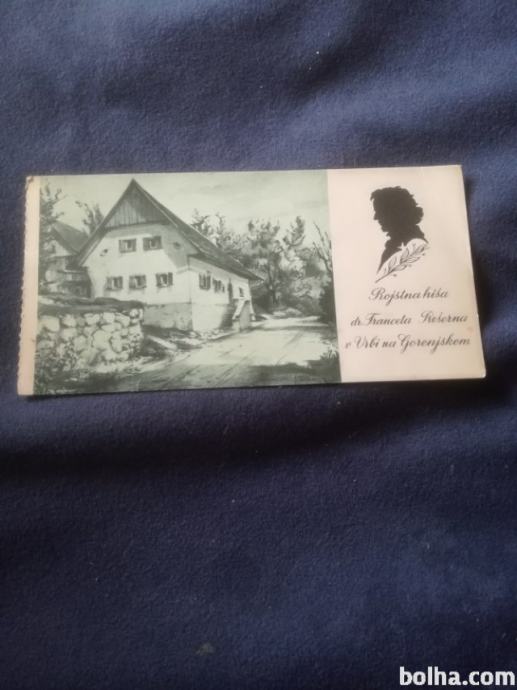 Rojstna hiša
dr. Franceta Prešerna
v Vrbi na Gorenjskem
bolha.com